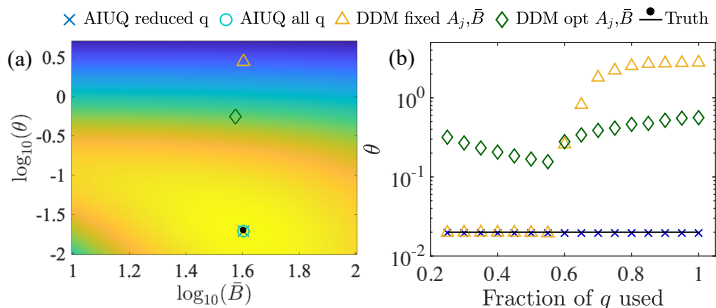 AIUQ reduced q AIUQ all q DDM fixed A_j,B̄ DDM opt A_j,B̄ Truth
(a)
0.5
0
-0.5
-1
-1.5
-2
log₁₀(θ)
1 1.2 1.4 1.6 1.8 2
log₁₀(B̄)
(b)
10⁰
10⁻¹
10⁻²
θ
0.2 0.4 0.6 0.8 1
Fraction of q used